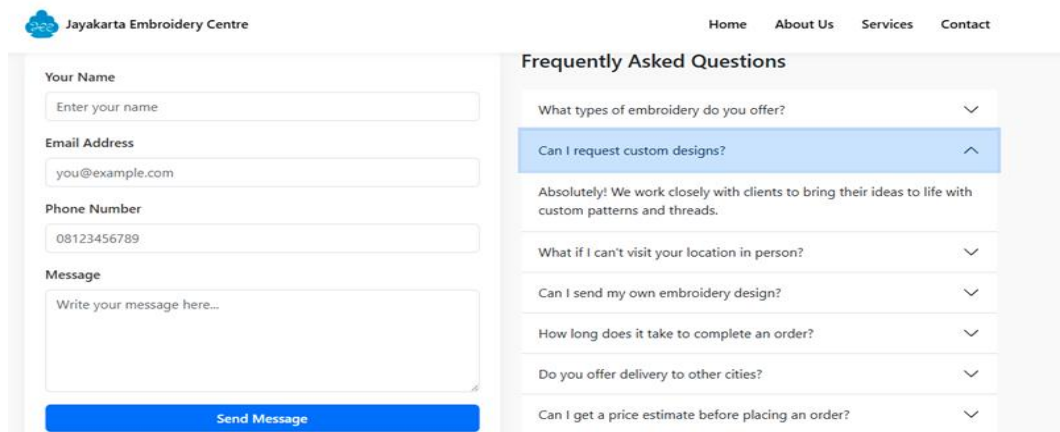 Jayakarta Embroidery Centre
Home About Us Services Contact
Your Name
Enter your name
Email Address
you@example.com
Phone Number
08123456789
Message
Write your message here...
Send Message
Frequently Asked Questions
What types of embroidery do you offer?
Can I request custom designs?
Absolutely! We work closely with clients to bring their ideas to life with
custom patterns and threads.
What if I can't visit your location in person?
Can I send my own embroidery design?
How long does it take to complete an order?
Do you offer delivery to other cities?
Can I get a price estimate before placing an order?